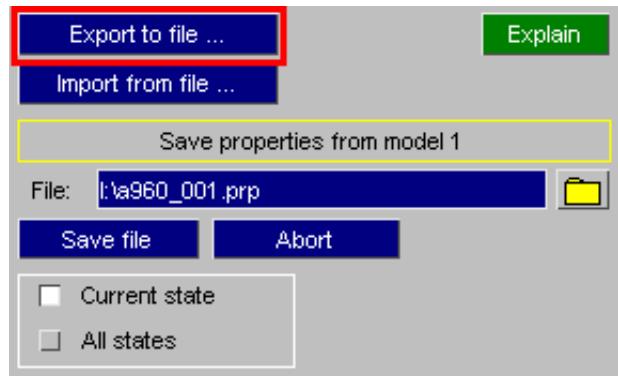 Export to file ...
Explain
Import from file ...
Save properties from model 1
File: I:\a960_001.prp
Save file Abort
Current state
All states